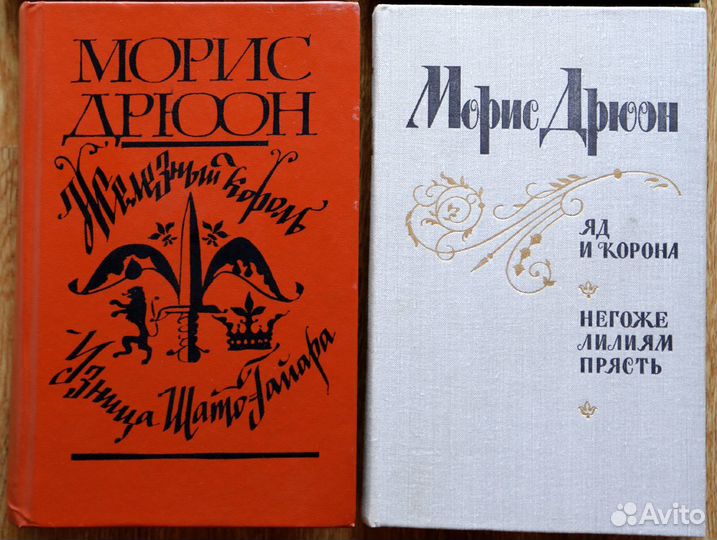 МОРИС
ДРЮОН
Железный король
Узница Шато-Гайара
Морис Дрюон
ЯД
И КОРОНА
НЕГОЖЕ
ЛИЛИЯМ
ПРЯСТЬ
Avito